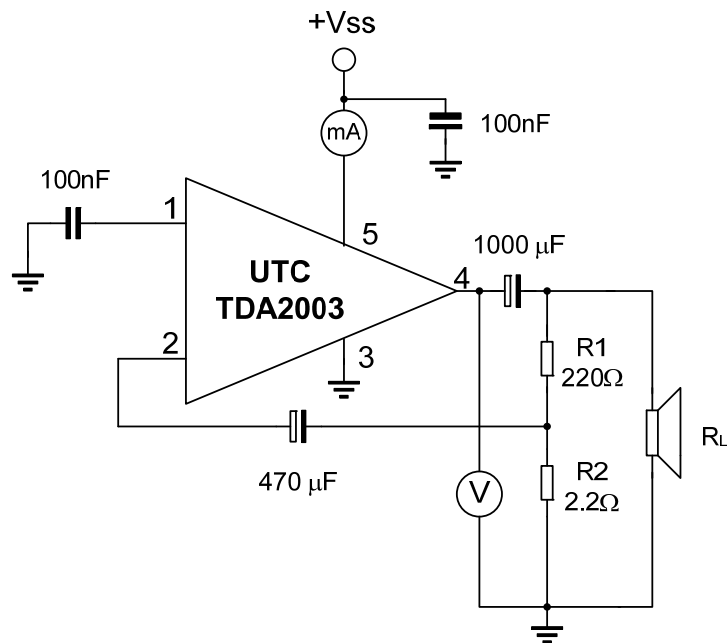 +Vss
mA
100nF
100nF
1
5
1000 μF
UTC
TDA2003
4
2
3
R1
220Ω
RL
470 μF
V
R2
2.2Ω